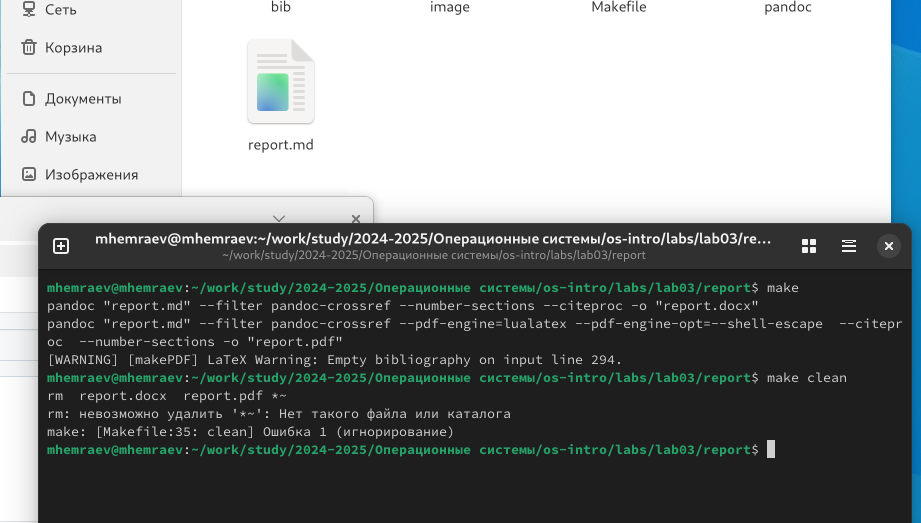 Сеть
bib
image
Makefile
pandoc
Корзина
Документы
Музыка
Изображения
report.md
mhemraev@mhemraev:~/work/study/2024-2025/Операционные системы/os-intro/labs/lab03/re...
~/work/study/2024-2025/Операционные системы/os-intro/labs/lab03/report
mhemraev@mhemraev:~/work/study/2024-2025/Операционные системы/os-intro/labs/lab03/report$ make
pandoc "report.md" --filter pandoc-crossref --number-sections --citeproc -o "report.docx"
pandoc "report.md" --filter pandoc-crossref --pdf-engine=lualatex --pdf-engine-opt=--shell-escape  --citepr
oc  --number-sections -o "report.pdf"
[WARNING] [makePDF] LaTeX Warning: Empty bibliography on input line 294.
mhemraev@mhemraev:~/work/study/2024-2025/Операционные системы/os-intro/labs/lab03/report$ make clean
rm  report.docx  report.pdf *~
rm: невозможно удалить '*~': Нет такого файла или каталога
make: [Makefile:35: clean] Ошибка 1 (игнорирование)
mhemraev@mhemraev:~/work/study/2024-2025/Операционные системы/os-intro/labs/lab03/report$